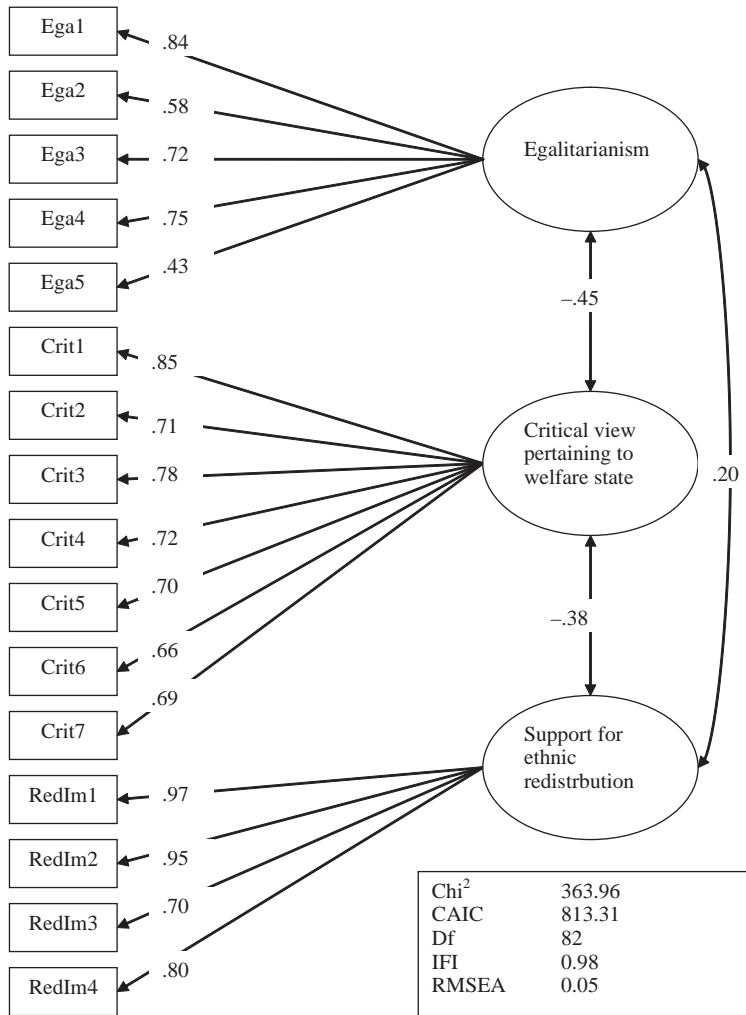 Ega1
.84
Ega2
.58
Ega3
.72
Ega4
.75
Ega5
.43
Egalitarianism
–.45
Crit1
.85
Crit2
.71
Crit3
.78
Crit4
.72
Crit5
.70
Crit6
.66
Crit7
.69
Critical view
pertaining to
welfare state
.20
–.38
RedIm1
.97
RedIm2
.95
RedIm3
.70
RedIm4
.80
Support for
ethnic
redistrbution
Chi² 363.96
CAIC 813.31
Df 82
IFI 0.98
RMSEA 0.05